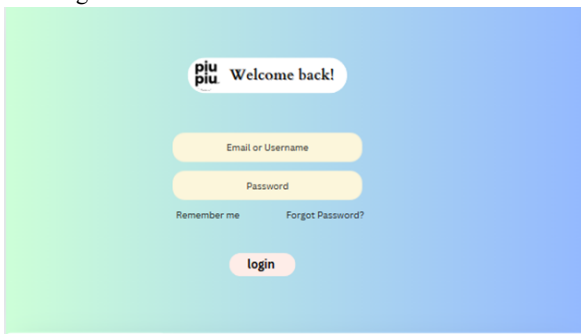 piu
piu.
Welcome back!
Email or Username
Password
Remember me Forgot Password?
login